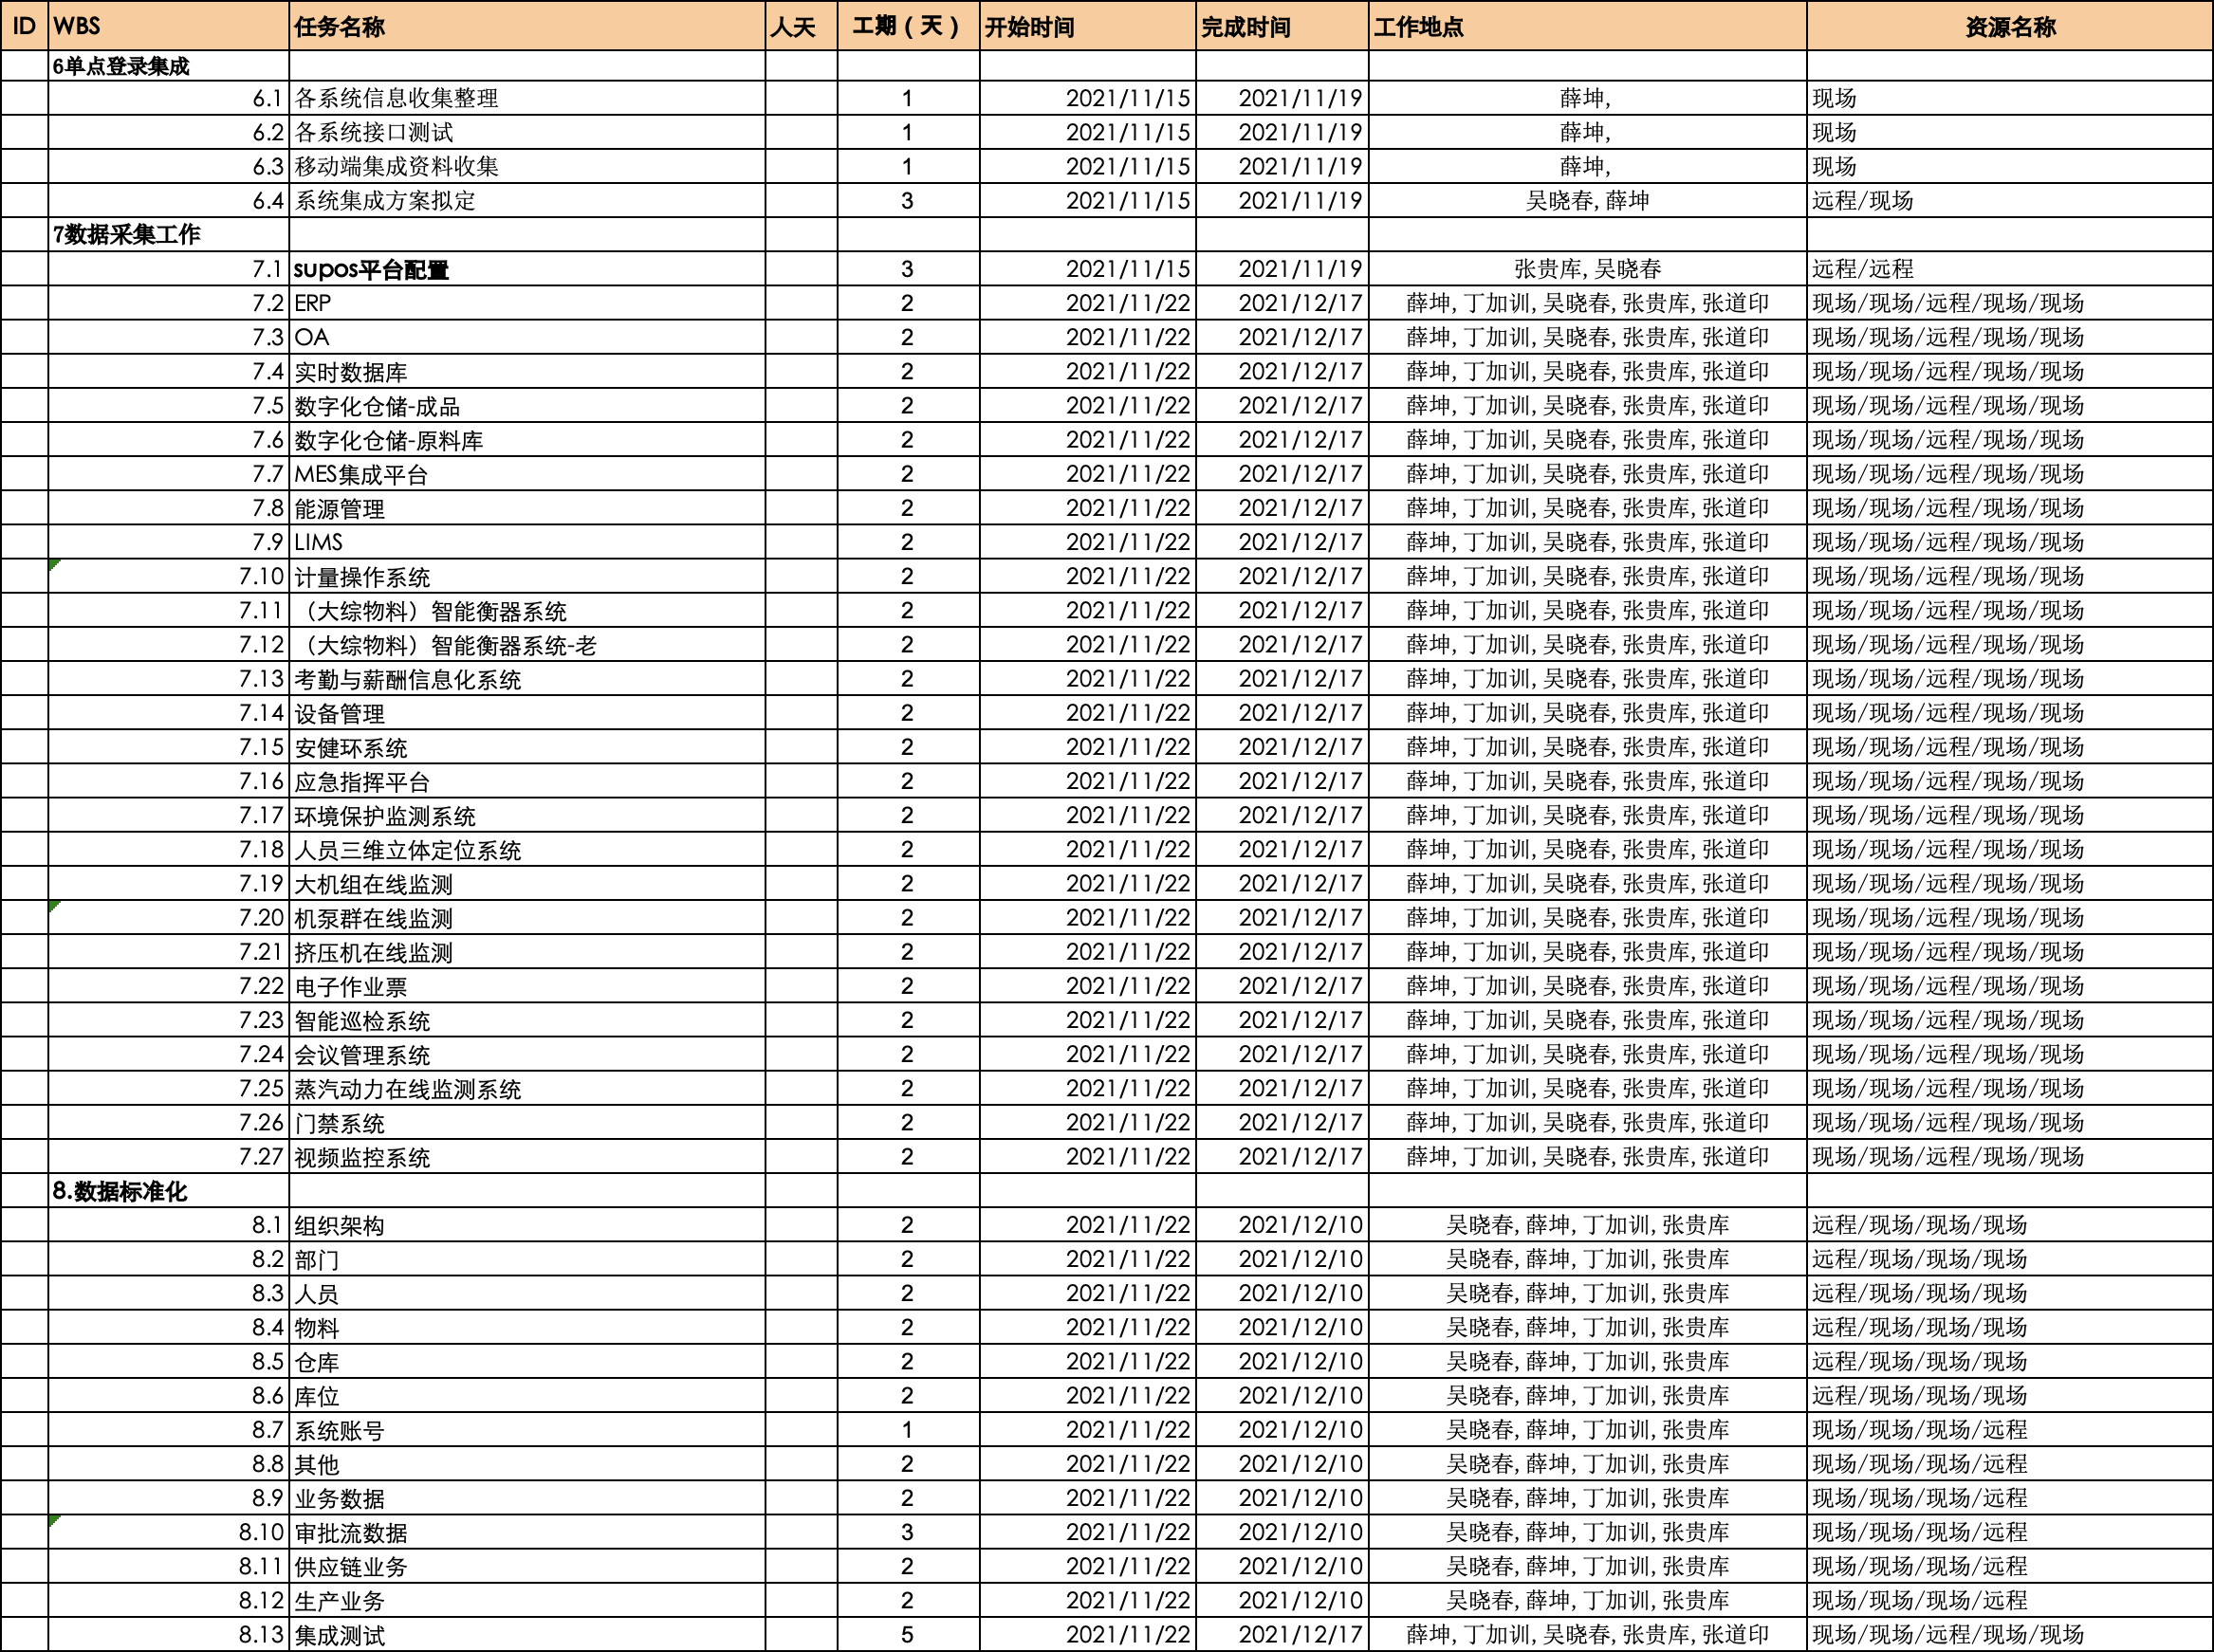 ID WBS 任务名称 人天 工期（天） 开始时间 完成时间 工作地点 资源名称
6单点登录集成
6.1 各系统信息收集整理 1 2021/11/15 2021/11/19 薛坤, 现场
6.2 各系统接口测试 1 2021/11/15 2021/11/19 薛坤, 现场
6.3 移动端集成资料收集 1 2021/11/15 2021/11/19 薛坤, 现场
6.4 系统集成方案拟定 3 2021/11/15 2021/11/19 吴晓春,薛坤 远程/现场
7数据采集工作
7.1 supos平台配置 3 2021/11/15 2021/11/19 张贵库,吴晓春 远程/远程
7.2 ERP 2 2021/11/22 2021/12/17 薛坤,丁加训,吴晓春,张贵库,张道印 现场/现场/远程/现场/现场
7.3 OA 2 2021/11/22 2021/12/17 薛坤,丁加训,吴晓春,张贵库,张道印 现场/现场/远程/现场/现场
7.4 实时数据库 2 2021/11/22 2021/12/17 薛坤,丁加训,吴晓春,张贵库,张道印 现场/现场/远程/现场/现场
7.5 数字化仓储-成品 2 2021/11/22 2021/12/17 薛坤,丁加训,吴晓春,张贵库,张道印 现场/现场/远程/现场/现场
7.6 数字化仓储-原料库 2 2021/11/22 2021/12/17 薛坤,丁加训,吴晓春,张贵库,张道印 现场/现场/远程/现场/现场
7.7 MES集成平台 2 2021/11/22 2021/12/17 薛坤,丁加训,吴晓春,张贵库,张道印 现场/现场/远程/现场/现场
7.8 能源管理 2 2021/11/22 2021/12/17 薛坤,丁加训,吴晓春,张贵库,张道印 现场/现场/远程/现场/现场
7.9 LIMS 2 2021/11/22 2021/12/17 薛坤,丁加训,吴晓春,张贵库,张道印 现场/现场/远程/现场/现场
7.10 计量操作系统 2 2021/11/22 2021/12/17 薛坤,丁加训,吴晓春,张贵库,张道印 现场/现场/远程/现场/现场
7.11 （大综物料）智能衡器系统 2 2021/11/22 2021/12/17 薛坤,丁加训,吴晓春,张贵库,张道印 现场/现场/远程/现场/现场
7.12 （大综物料）智能衡器系统-老 2 2021/11/22 2021/12/17 薛坤,丁加训,吴晓春,张贵库,张道印 现场/现场/远程/现场/现场
7.13 考勤与薪酬信息化系统 2 2021/11/22 2021/12/17 薛坤,丁加训,吴晓春,张贵库,张道印 现场/现场/远程/现场/现场
7.14 设备管理 2 2021/11/22 2021/12/17 薛坤,丁加训,吴晓春,张贵库,张道印 现场/现场/远程/现场/现场
7.15 安健环系统 2 2021/11/22 2021/12/17 薛坤,丁加训,吴晓春,张贵库,张道印 现场/现场/远程/现场/现场
7.16 应急指挥平台 2 2021/11/22 2021/12/17 薛坤,丁加训,吴晓春,张贵库,张道印 现场/现场/远程/现场/现场
7.17 环境保护监测系统 2 2021/11/22 2021/12/17 薛坤,丁加训,吴晓春,张贵库,张道印 现场/现场/远程/现场/现场
7.18 人员三维立体定位系统 2 2021/11/22 2021/12/17 薛坤,丁加训,吴晓春,张贵库,张道印 现场/现场/远程/现场/现场
7.19 大机组在线监测 2 2021/11/22 2021/12/17 薛坤,丁加训,吴晓春,张贵库,张道印 现场/现场/远程/现场/现场
7.20 机泵群在线监测 2 2021/11/22 2021/12/17 薛坤,丁加训,吴晓春,张贵库,张道印 现场/现场/远程/现场/现场
7.21 挤压机在线监测 2 2021/11/22 2021/12/17 薛坤,丁加训,吴晓春,张贵库,张道印 现场/现场/远程/现场/现场
7.22 电子作业票 2 2021/11/22 2021/12/17 薛坤,丁加训,吴晓春,张贵库,张道印 现场/现场/远程/现场/现场
7.23 智能巡检系统 2 2021/11/22 2021/12/17 薛坤,丁加训,吴晓春,张贵库,张道印 现场/现场/远程/现场/现场
7.24 会议管理系统 2 2021/11/22 2021/12/17 薛坤,丁加训,吴晓春,张贵库,张道印 现场/现场/远程/现场/现场
7.25 蒸汽动力在线监测系统 2 2021/11/22 2021/12/17 薛坤,丁加训,吴晓春,张贵库,张道印 现场/现场/远程/现场/现场
7.26 门禁系统 2 2021/11/22 2021/12/17 薛坤,丁加训,吴晓春,张贵库,张道印 现场/现场/远程/现场/现场
7.27 视频监控系统 2 2021/11/22 2021/12/17 薛坤,丁加训,吴晓春,张贵库,张道印 现场/现场/远程/现场/现场
8.数据标准化
8.1 组织架构 2 2021/11/22 2021/12/10 吴晓春,薛坤,丁加训,张贵库 远程/现场/现场/现场
8.2 部门 2 2021/11/22 2021/12/10 吴晓春,薛坤,丁加训,张贵库 远程/现场/现场/现场
8.3 人员 2 2021/11/22 2021/12/10 吴晓春,薛坤,丁加训,张贵库 远程/现场/现场/现场
8.4 物料 2 2021/11/22 2021/12/10 吴晓春,薛坤,丁加训,张贵库 远程/现场/现场/现场
8.5 仓库 2 2021/11/22 2021/12/10 吴晓春,薛坤,丁加训,张贵库 远程/现场/现场/现场
8.6 库位 2 2021/11/22 2021/12/10 吴晓春,薛坤,丁加训,张贵库 远程/现场/现场/现场
8.7 系统账号 1 2021/11/22 2021/12/10 吴晓春,薛坤,丁加训,张贵库 现场/现场/现场/远程
8.8 其他 2 2021/11/22 2021/12/10 吴晓春,薛坤,丁加训,张贵库 现场/现场/现场/远程
8.9 业务数据 2 2021/11/22 2021/12/10 吴晓春,薛坤,丁加训,张贵库 现场/现场/现场/远程
8.10 审批流数据 3 2021/11/22 2021/12/10 吴晓春,薛坤,丁加训,张贵库 现场/现场/现场/远程
8.11 供应链业务 2 2021/11/22 2021/12/10 吴晓春,薛坤,丁加训,张贵库 现场/现场/现场/远程
8.12 生产业务 2 2021/11/22 2021/12/10 吴晓春,薛坤,丁加训,张贵库 现场/现场/现场/远程
8.13 集成测试 5 2021/11/22 2021/12/17 薛坤,丁加训,吴晓春,张贵库,张道印 现场/现场/远程/现场/现场